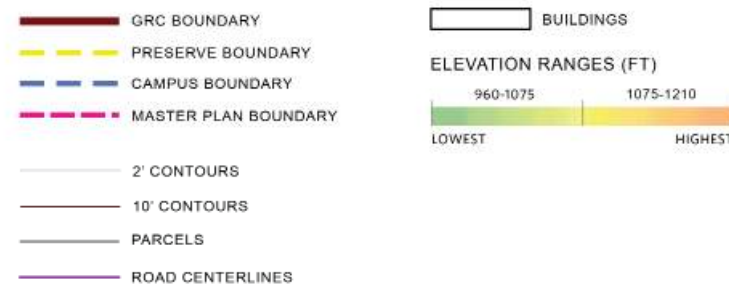 GRC BOUNDARY
PRESERVE BOUNDARY
CAMPUS BOUNDARY
MASTER PLAN BOUNDARY
2' CONTOURS
10' CONTOURS
PARCELS
ROAD CENTERLINES
BUILDINGS
ELEVATION RANGES (FT)
960-1075 1075-1210
LOWEST HIGHEST